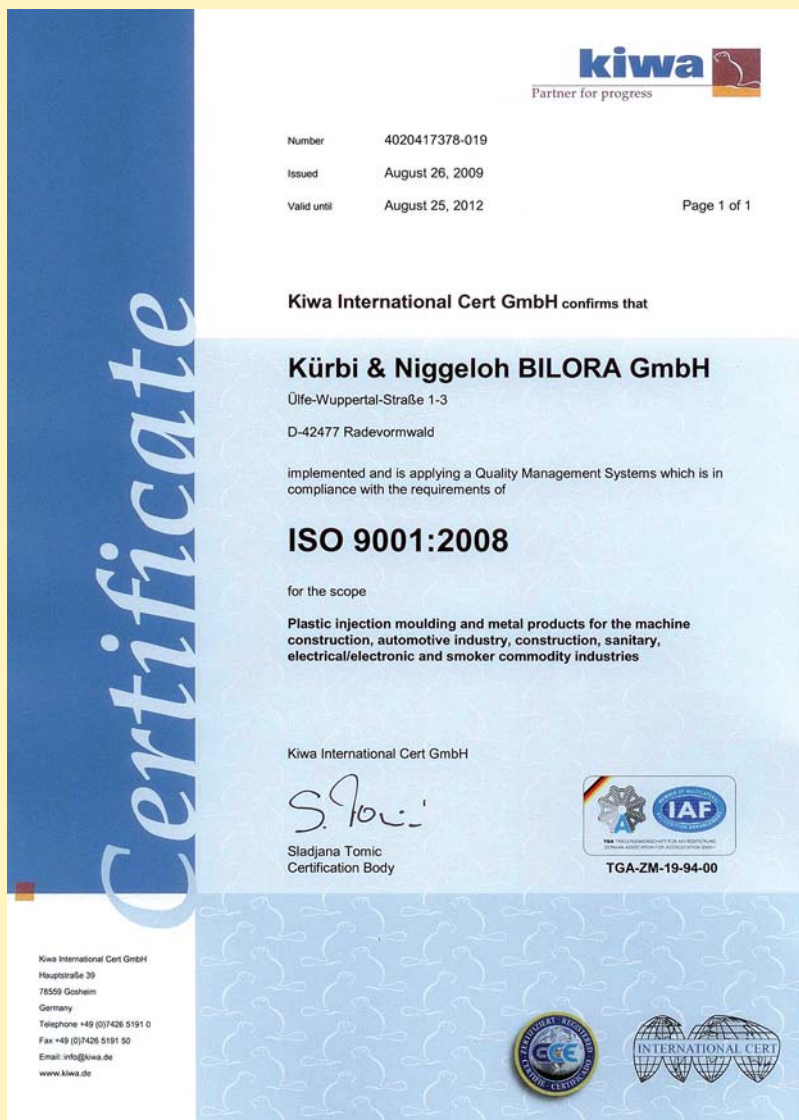 kiwa
Partner for progress
Number 4020417378-019
Issued August 26, 2009
Valid until August 25, 2012 Page 1 of 1
Certificate
Kiwa International Cert GmbH confirms that
Kürbi & Niggeloh BILORA GmbH
Ülfe-Wuppertal-Straße 1-3
D-42477 Radevormwald
implemented and is applying a Quality Management Systems which is in
compliance with the requirements of
ISO 9001:2008
for the scope
Plastic injection moulding and metal products for the machine
construction, automotive industry, construction, sanitary,
electrical/electronic and smoker commodity industries
Kiwa International Cert GmbH
Sladjana Tomic
Certification Body
IAF
TGA-ZM-19-94-00
Kiwa International Cert GmbH
Hauptstraße 39
78559 Gosheim
Germany
Telephone +49 (0)7426 5191 0
Fax +49 (0)7426 5191 50
Email: info@kiwa.de
www.kiwa.de
ZERTIFIZIERT · REGISTERED
CERTIFIE · CERTIFICADO
INTERNATIONAL CERT